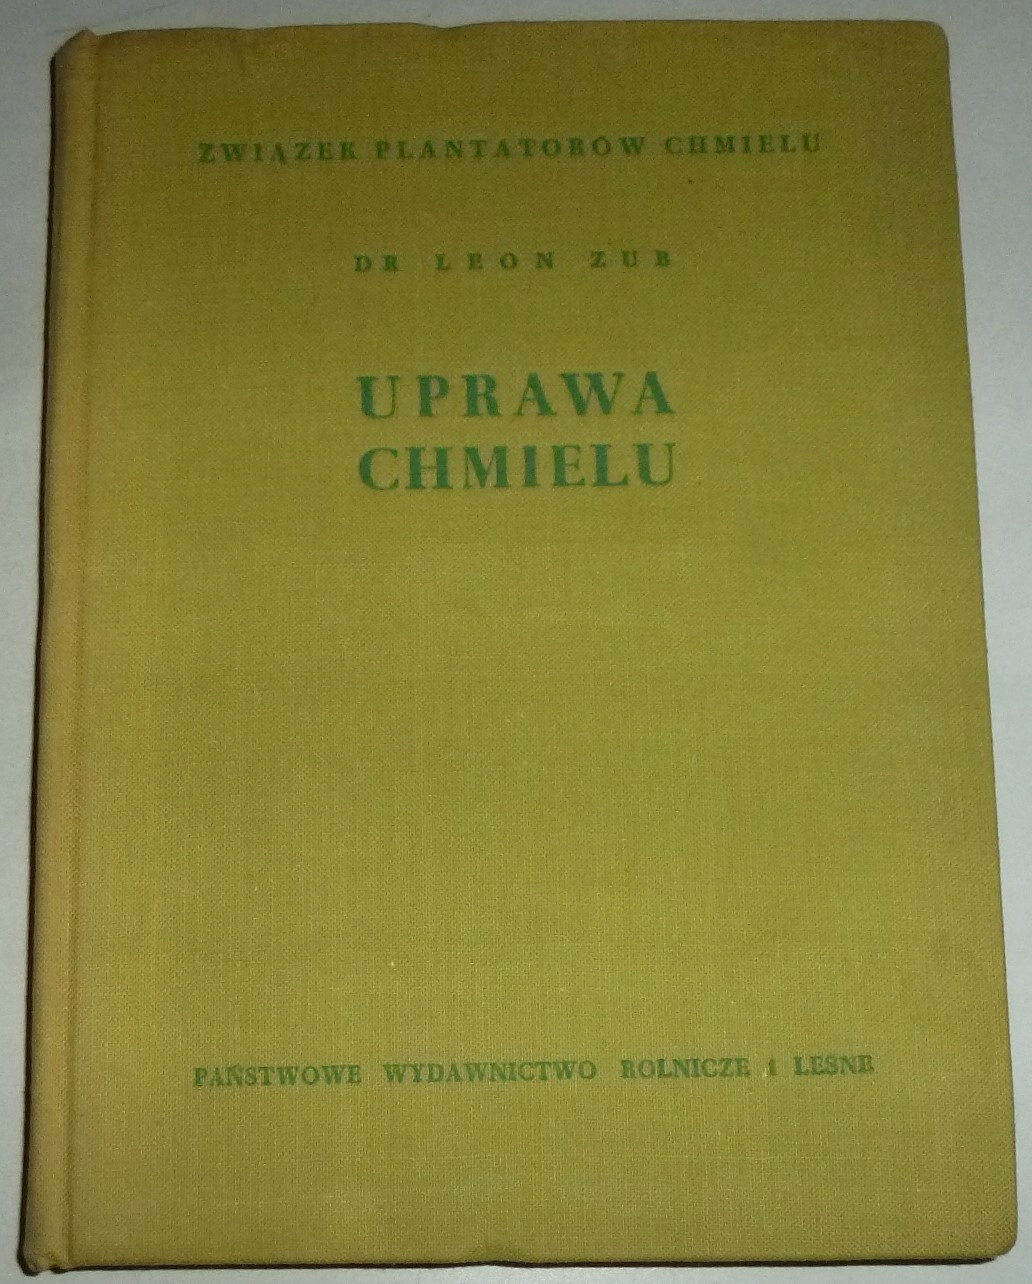 ZWIĄZEK PLANTATORÓW CHMIELU
DR LEON ZUB
UPRAWA
CHMIELU
PAŃSTWOWE WYDAWNICTWO ROLNICZE I LEŚNE